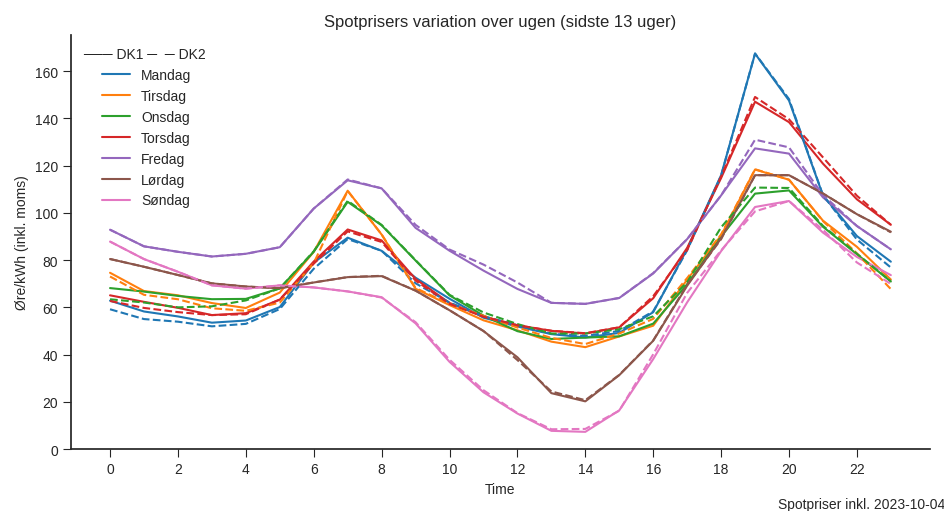 Spotprisers variation over ugen (sidste 13 uger)
DK1 DK2
Mandag
Tirsdag
Onsdag
Torsdag
Fredag
Lørdag
Søndag
Øre/kWh (inkl. moms)
160
140
120
100
80
60
40
20
0
0 2 4 6 8 10 12 14 16 18 20 22
Time
Spotpriser inkl. 2023-10-04